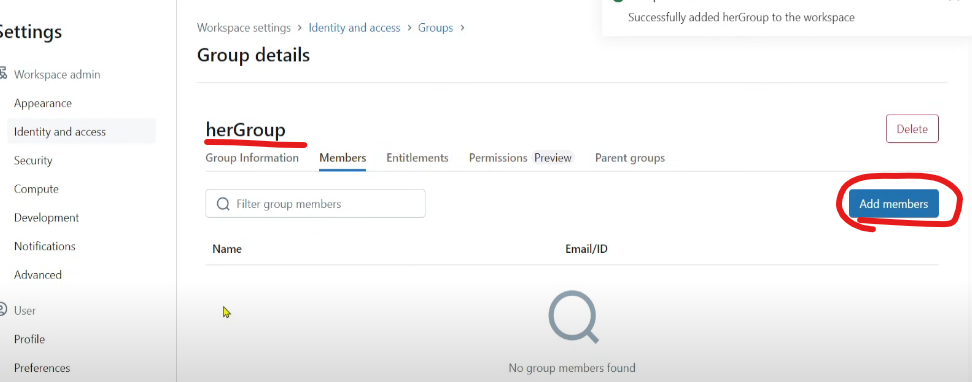 Successfully added herGroup to the workspace
Settings
Workspace settings > Identity and access > Groups >
Group details
Workspace admin
Appearance
Identity and access
Security
Compute
Development
Notifications
Advanced
User
Profile
Preferences
herGroup
Delete
Group Information Members Entitlements Permissions Preview Parent groups
Filter group members
Add members
Name Email/ID
No group members found